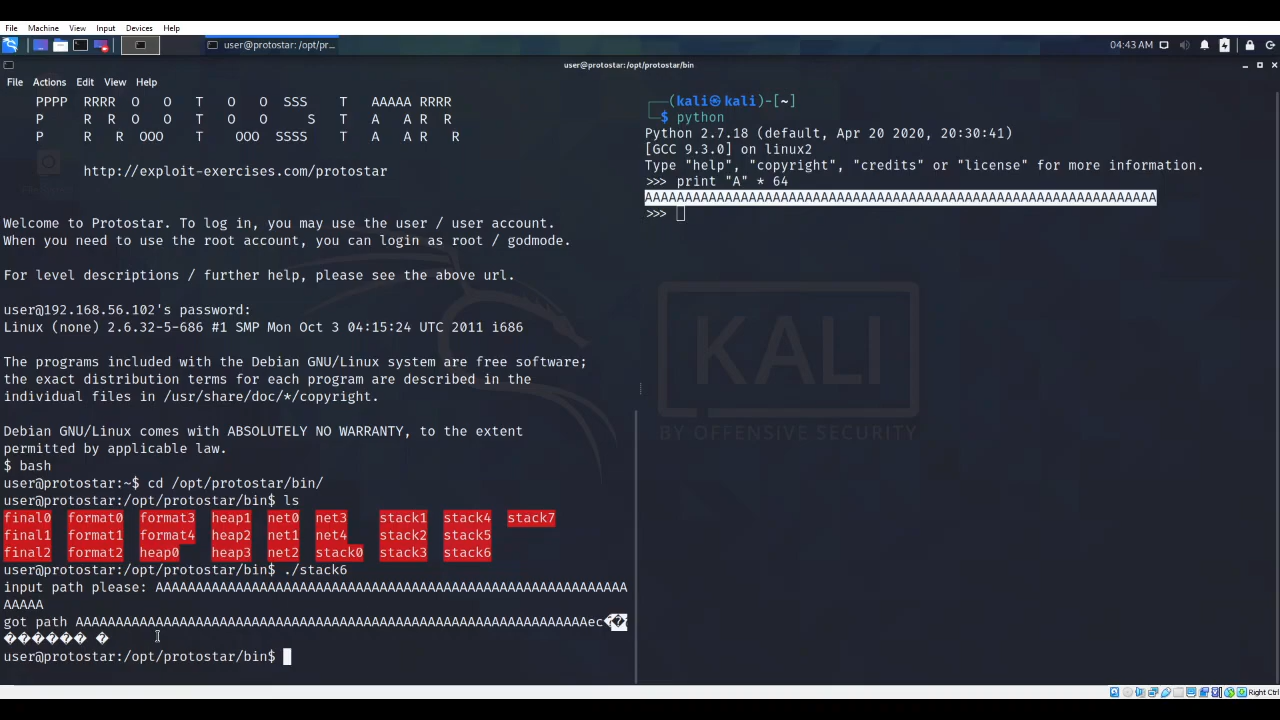 File Machine View Input Devices Help
user@protostar: /opt/pr...
04:43 AM
user@protostar:/opt/protostar/bin
File Actions Edit View Help
PPPP RRRR O O T O O SSS T AAAAA RRRR
P R R O O T O O S T A A R R
P R R OOO T OOO SSSS T A A R R
http://exploit-exercises.com/protostar
Welcome to Protostar. To log in, you may use the user / user account.
When you need to use the root account, you can login as root / godmode.
For level descriptions / further help, please see the above url.
user@192.168.56.102's password:
Linux (none) 2.6.32-5-686 #1 SMP Mon Oct 3 04:15:24 UTC 2011 i686
The programs included with the Debian GNU/Linux system are free software;
the exact distribution terms for each program are described in the
individual files in /usr/share/doc/*/copyright.
Debian GNU/Linux comes with ABSOLUTELY NO WARRANTY, to the extent
permitted by applicable law.
$ bash
user@protostar:~$ cd /opt/protostar/bin/
user@protostar:/opt/protostar/bin$ ls
final0 format0 format3 heap1 net0 net3 stack1 stack4 stack7
final1 format1 format4 heap2 net1 net4 stack2 stack5
final2 format2 heap0 heap3 net2 stack0 stack3 stack6
user@protostar:/opt/protostar/bin$ ./stack6
input path please: AAAAAAAAAAAAAAAAAAAAAAAAAAAAAAAAAAAAAAAAAAAAAAAAAAAAAAAAAAA
AAAAA
got path AAAAAAAAAAAAAAAAAAAAAAAAAAAAAAAAAAAAAAAAAAAAAAAAAAAAAAAAAAAAAAAAec��
������ �
user@protostar:/opt/protostar/bin$
(kali㉿kali)-[~]
$ python
Python 2.7.18 (default, Apr 20 2020, 20:30:41)
[GCC 9.3.0] on linux2
Type "help", "copyright", "credits" or "license" for more information.
>>> print "A" * 64
AAAAAAAAAAAAAAAAAAAAAAAAAAAAAAAAAAAAAAAAAAAAAAAAAAAAAAAAAAAAAAAA
>>>
KALI
BY OFFENSIVE SECURITY
Right Ctrl